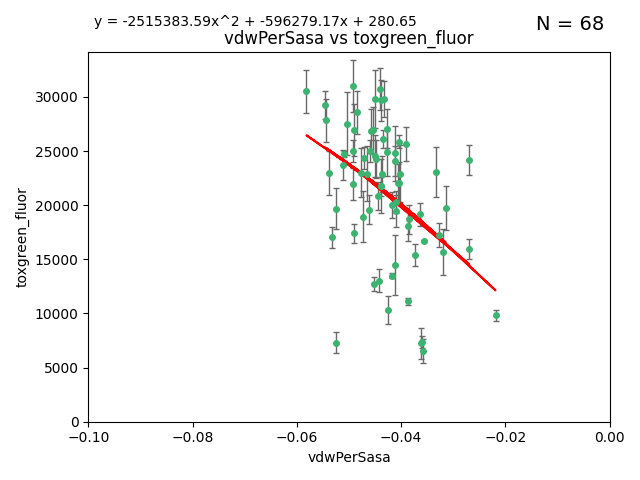 y = -2515383.59x^2 + -596279.17x + 280.65
N = 68
vdwPerSasa vs toxgreen_fluor
toxgreen_fluor
30000
25000
20000
15000
10000
5000
0
−0.10
−0.08
−0.06
−0.04
−0.02
0.00
vdwPerSasa